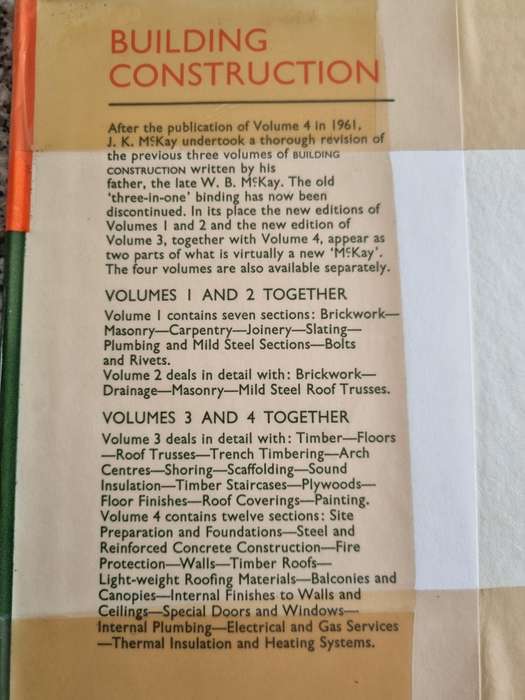 BUILDING
CONSTRUCTION
After the publication of Volume 4 in 1961,
J. K. McKay undertook a thorough revision of
the previous three volumes of BUILDING
CONSTRUCTION written by his
father, the late W. B. McKay. The old
‘three-in-one’ binding has now been
discontinued. In its place the new editions of
Volumes 1 and 2 and the new edition of
Volume 3, together with Volume 4, appear as
two parts of what is virtually a new ‘McKay’.
The four volumes are also available separately.
VOLUMES 1 AND 2 TOGETHER
Volume 1 contains seven sections: Brickwork—
Masonry—Carpentry—Joinery—Slating—
Plumbing and Mild Steel Sections—Bolts
and Rivets.
Volume 2 deals in detail with: Brickwork—
Drainage—Masonry—Mild Steel Roof Trusses.
VOLUMES 3 AND 4 TOGETHER
Volume 3 deals in detail with: Timber—Floors
—Roof Trusses—Trench Timbering—Arch
Centres—Shoring—Scaffolding—Sound
Insulation—Timber Staircases—Plywoods—
Floor Finishes—Roof Coverings—Painting.
Volume 4 contains twelve sections: Site
Preparation and Foundations—Steel and
Reinforced Concrete Construction—Fire
Protection—Walls—Timber Roofs—
Light-weight Roofing Materials—Balconies and
Canopies—Internal Finishes to Walls and
Ceilings—Special Doors and Windows—
Internal Plumbing—Electrical and Gas Services
—Thermal Insulation and Heating Systems.